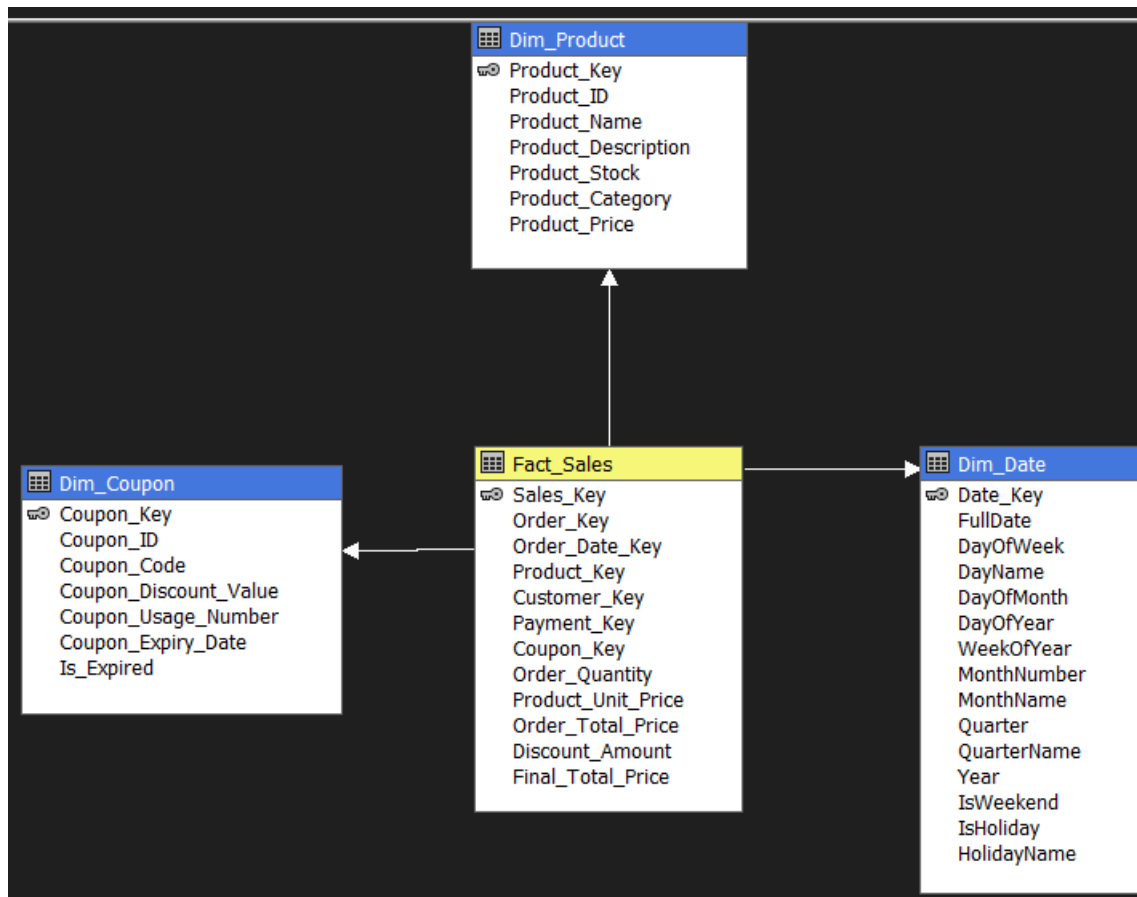 Dim_Product
Product_Key
Product_ID
Product_Name
Product_Description
Product_Stock
Product_Category
Product_Price
Dim_Coupon
Coupon_Key
Coupon_ID
Coupon_Code
Coupon_Discount_Value
Coupon_Usage_Number
Coupon_Expiry_Date
Is_Expired
Fact_Sales
Sales_Key
Order_Key
Order_Date_Key
Product_Key
Customer_Key
Payment_Key
Coupon_Key
Order_Quantity
Product_Unit_Price
Order_Total_Price
Discount_Amount
Final_Total_Price
Dim_Date
Date_Key
FullDate
DayOfWeek
DayName
DayOfMonth
DayOfYear
WeekOfYear
MonthNumber
MonthName
Quarter
QuarterName
Year
IsWeekend
IsHoliday
HolidayName